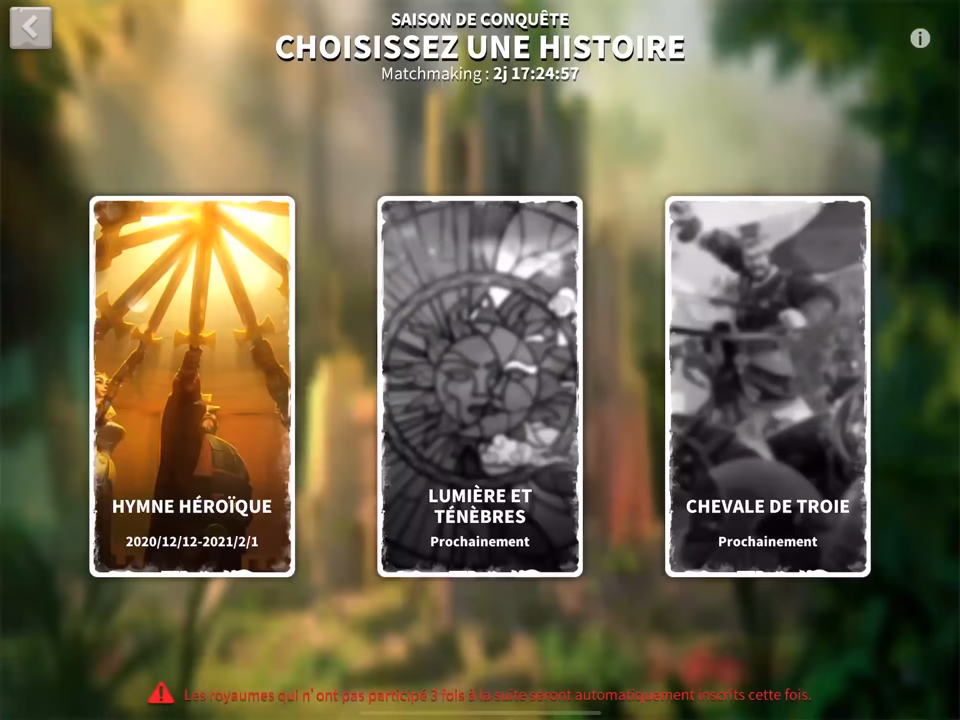 SAISON DE CONQUÊTE
CHOISISSEZ UNE HISTOIRE
Matchmaking : 2j 17:24:57
HYMNE HÉROÏQUE
2020/12/12-2021/2/1
LUMIÈRE ET
TÉNÈBRES
Prochainement
CHEVALE DE TROIE
Prochainement
Les royaumes qui n' ont pas participé 3 fois à la suite seront automatiquement inscrits cette fois.